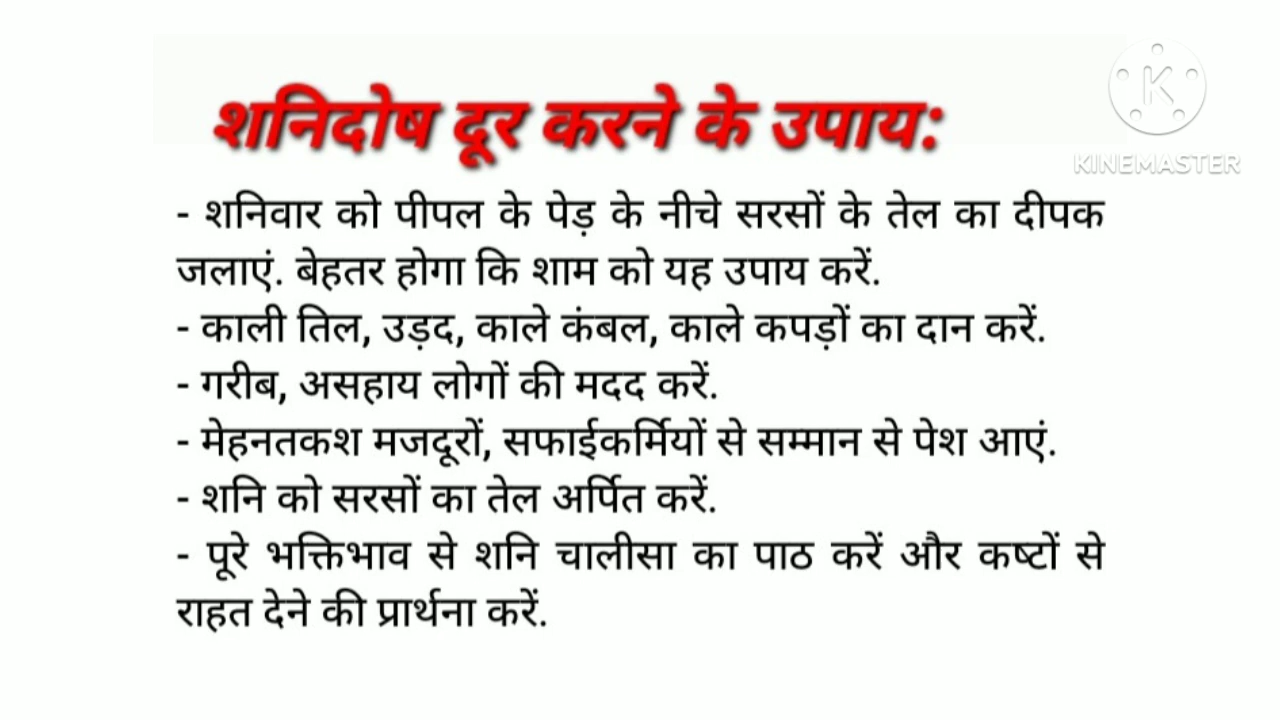 शनिदोष दूर करने के उपाय:
KINEMASTER
- शनिवार को पीपल के पेड़ के नीचे सरसों के तेल का दीपक
जलाएं. बेहतर होगा कि शाम को यह उपाय करें.
- काली तिल, उड़द, काले कंबल, काले कपड़ों का दान करें.
- गरीब, असहाय लोगों की मदद करें.
- मेहनतकश मजदूरों, सफाईकर्मियों से सम्मान से पेश आएं.
- शनि को सरसों का तेल अर्पित करें.
- पूरे भक्तिभाव से शनि चालीसा का पाठ करें और कष्टों से
राहत देने की प्रार्थना करें.